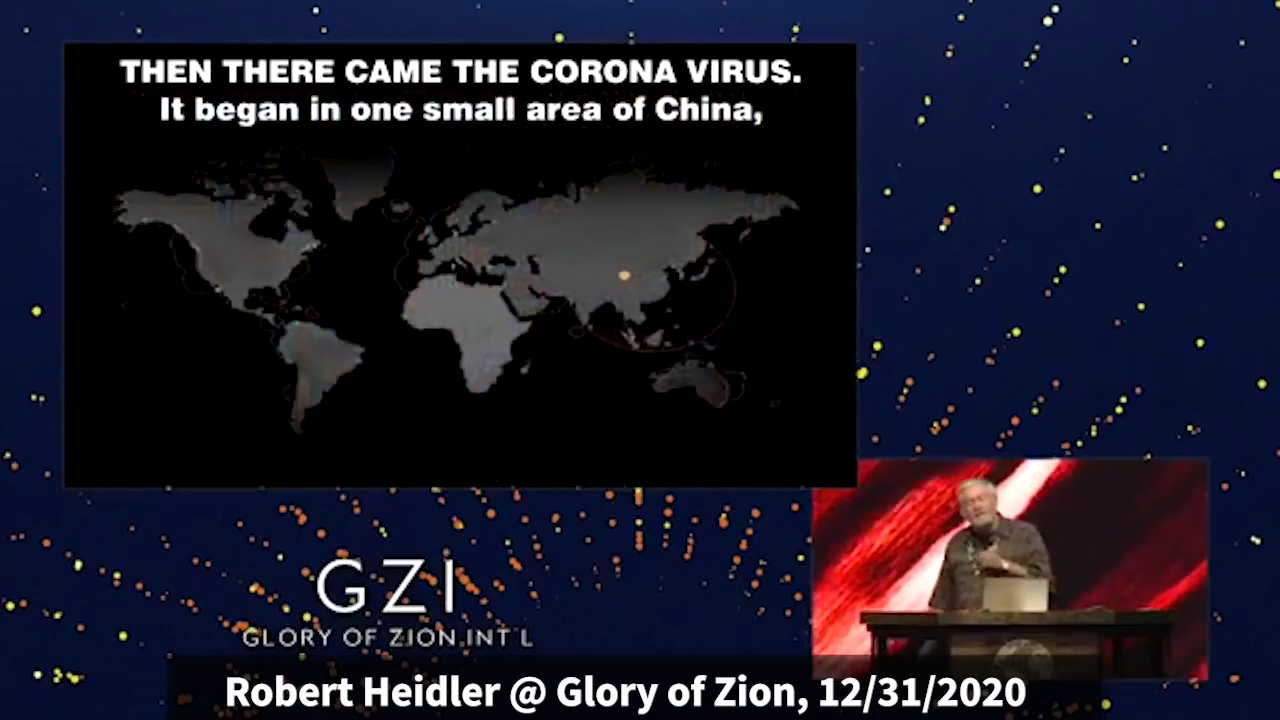 THEN THERE CAME THE CORONA VIRUS.
It began in one small area of China,
GZI
GLORY OF ZION INT'L
Robert Heidler @ Glory of Zion, 12/31/2020